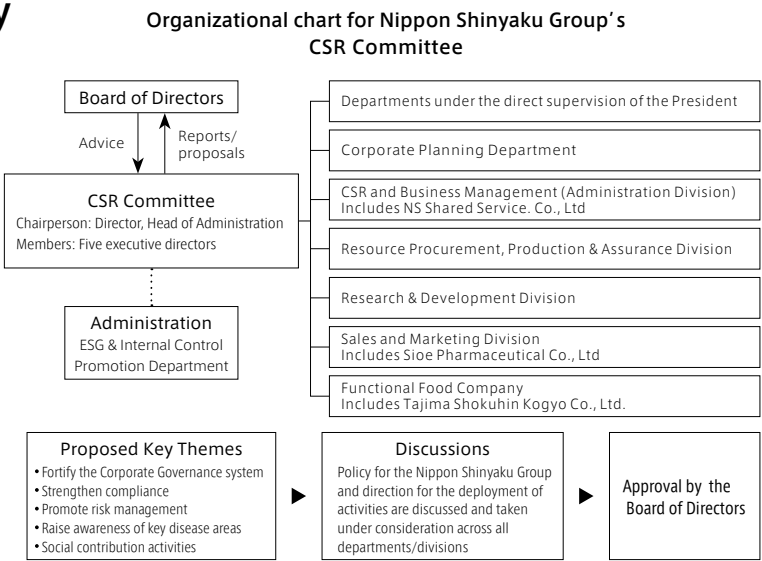 y
Organizational chart for Nippon Shinyaku Group's
CSR Committee
Board of Directors
Advice
Reports/
proposals
CSR Committee
Chairperson: Director, Head of Administration
Members: Five executive directors
Administration
ESG & Internal Control
Promotion Department
Departments under the direct supervision of the President
Corporate Planning Department
CSR and Business Management (Administration Division)
Includes NS Shared Service. Co., Ltd
Resource Procurement, Production & Assurance Division
Research & Development Division
Sales and Marketing Division
Includes Sioe Pharmaceutical Co., Ltd
Functional Food Company
Includes Tajima Shokuhin Kogyo Co., Ltd.
Proposed Key Themes
• Fortify the Corporate Governance system
• Strengthen compliance
• Promote risk management
• Raise awareness of key disease areas
• Social contribution activities
Discussions
Policy for the Nippon Shinyaku Group
and direction for the deployment of
activities are discussed and taken
under consideration across all
departments/divisions
Approval by the
Board of Directors